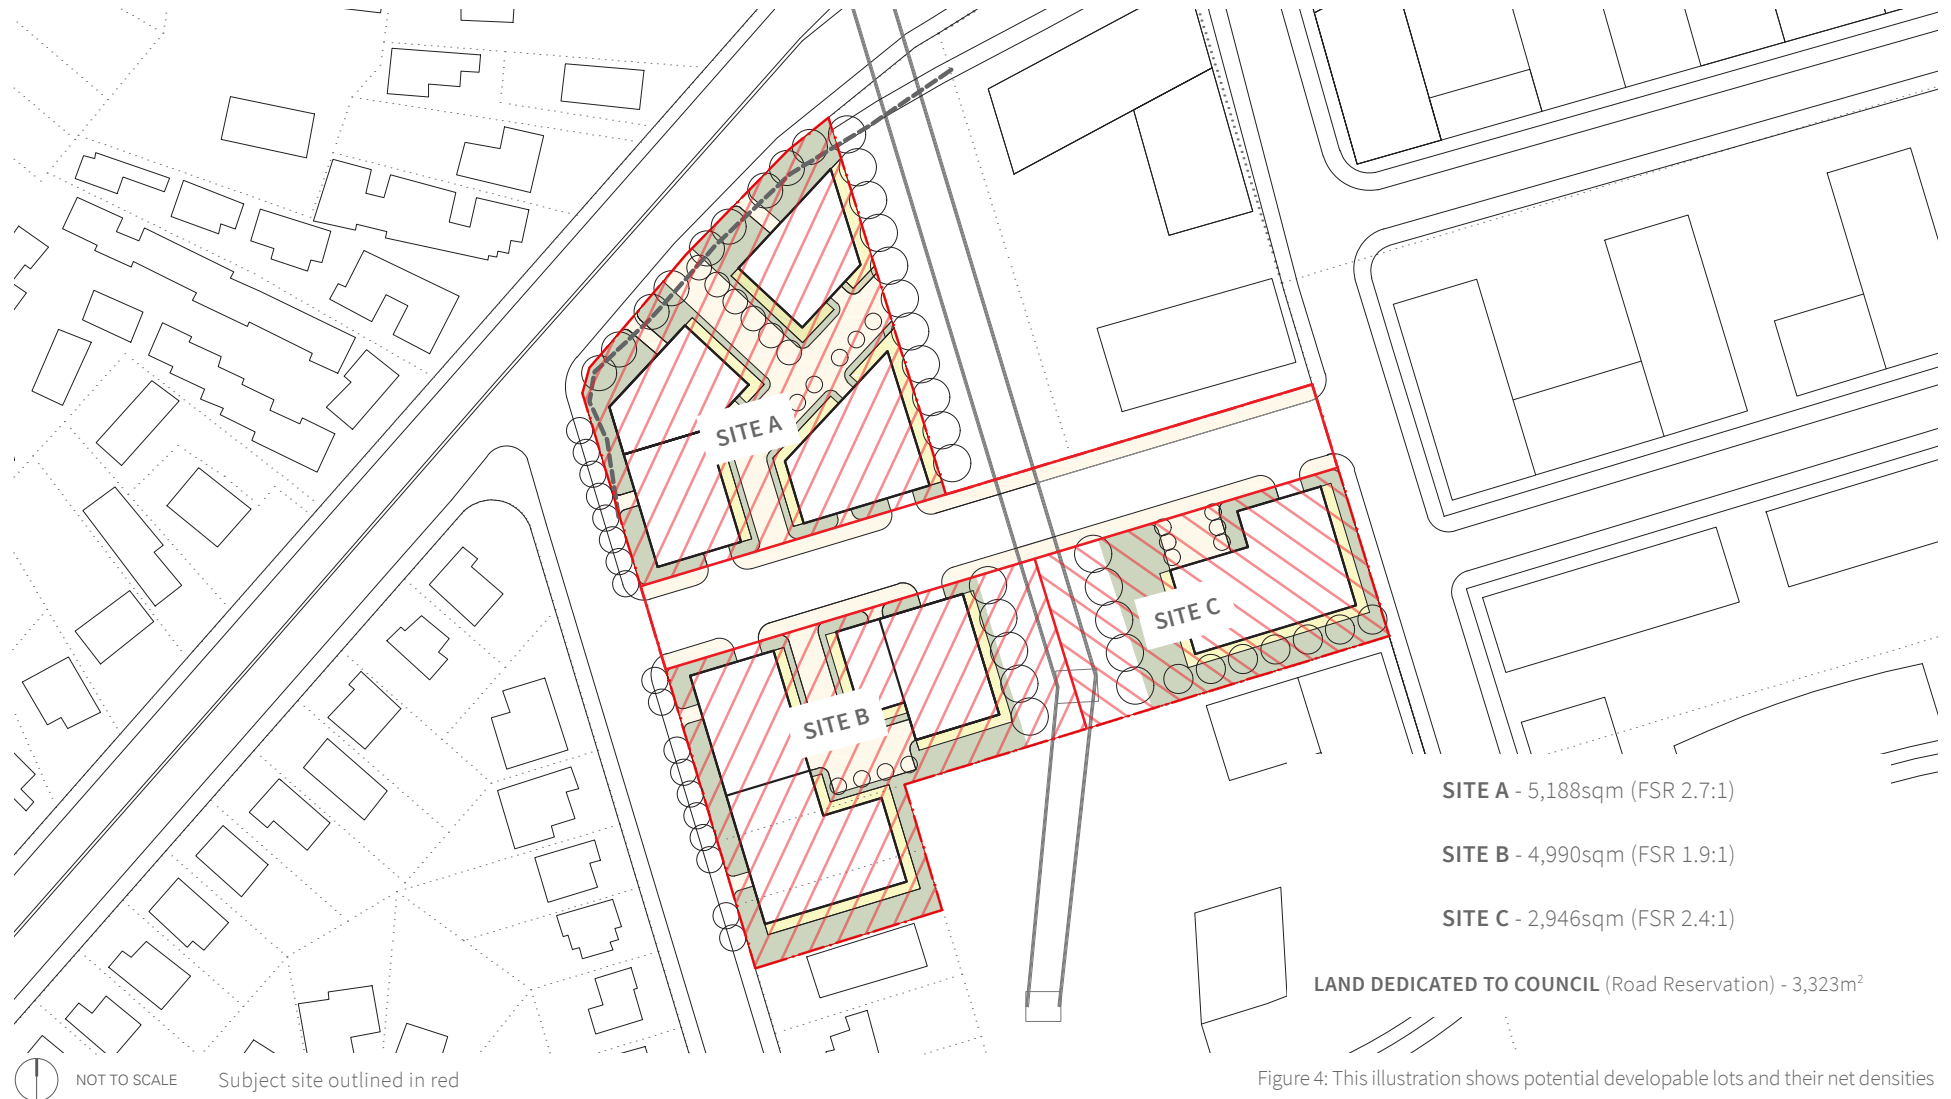 SITE A
SITE B
SITE C
SITE A - 5,188sqm (FSR 2.7:1)
SITE B - 4,990sqm (FSR 1.9:1)
SITE C - 2,946sqm (FSR 2.4:1)
LAND DEDICATED TO COUNCIL (Road Reservation) - 3,323m²
NOT TO SCALE
Subject site outlined in red
Figure 4: This illustration shows potential developable lots and their net densities